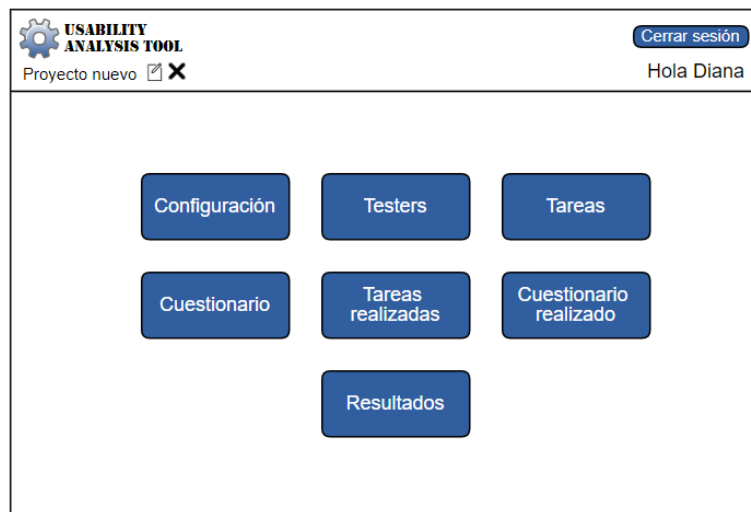 USABILITY
ANALYSIS TOOL
Cerrar sesión
Proyecto nuevo
Hola Diana
Configuración
Testers
Tareas
Cuestionario
Tareas
realizadas
Cuestionario
realizado
Resultados